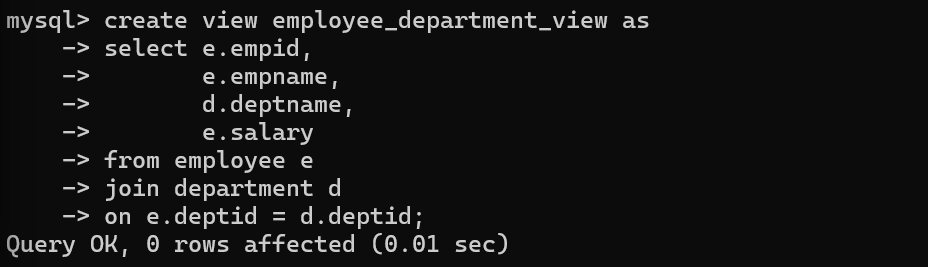 mysql> create view employee_department_view as
    -> select e.empid,
    ->        e.empname,
    ->        d.deptname,
    ->        e.salary
    -> from employee e
    -> join department d
    -> on e.deptid = d.deptid;
Query OK, 0 rows affected (0.01 sec)